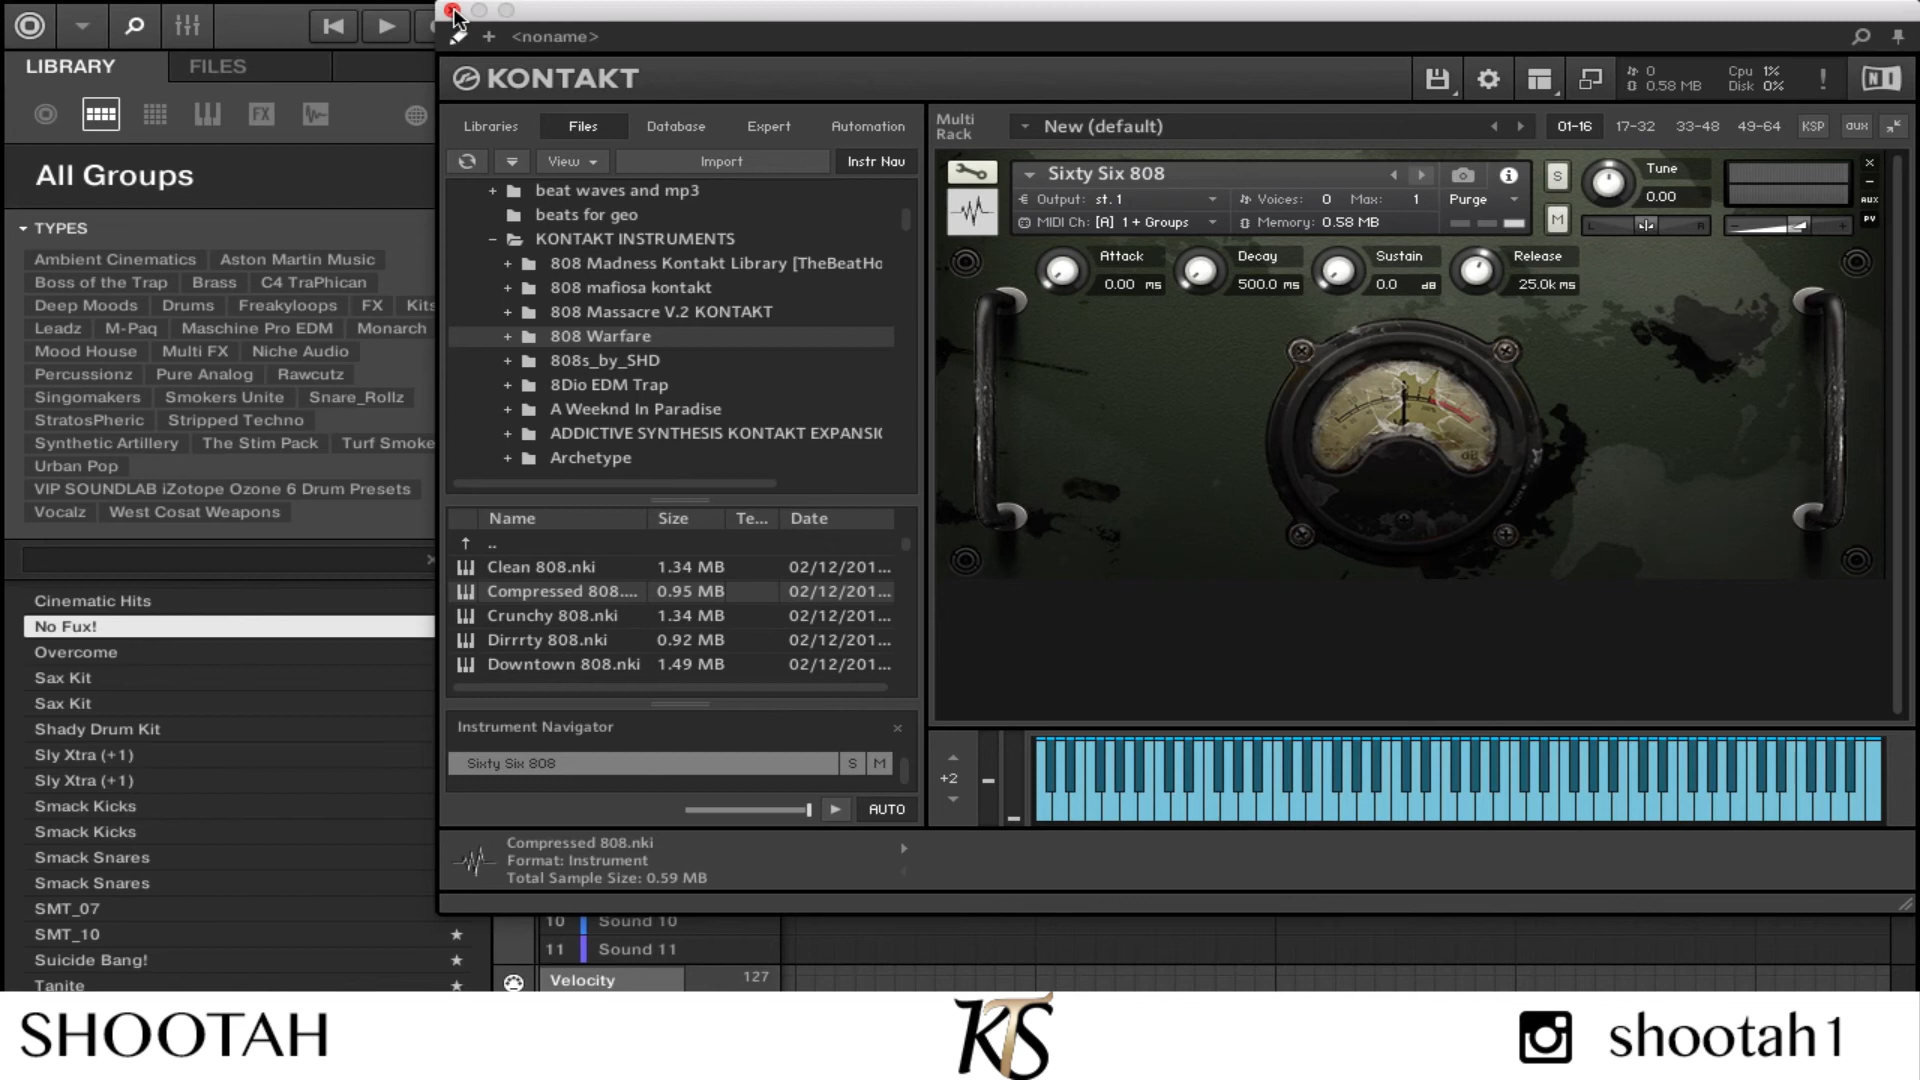 <noname>
LIBRARY
FILES
KONTAKT
0
0.58 MB
Cpu 1%
Disk 0%
!
NI
FX
Libraries
Files
Database
Expert
Automation
View
Import
Instr Nav
Multi Rack
New (default)
01-16
17-32
33-48
49-64
KSP
aux
All Groups
TYPES
Ambient Cinematics
Aston Martin Music
Boss of the Trap
Brass
C4 TraPhican
Deep Moods
Drums
Freakyloops
FX
Kits
Leadz
M-Paq
Maschine Pro EDM
Monarch
Mood House
Multi FX
Niche Audio
Percussionz
Pure Analog
Rawcutz
Singomakers
Smokers Unite
Snare_Rollz
StratosPheric
Stripped Techno
Synthetic Artillery
The Stim Pack
Turf Smoke
Urban Pop
VIP SOUNDLAB iZotope Ozone 6 Drum Presets
Vocalz
West Cosat Weapons
Cinematic Hits
No Fux!
Overcome
Sax Kit
Sax Kit
Shady Drum Kit
Sly Xtra (+1)
Sly Xtra (+1)
Smack Kicks
Smack Kicks
Smack Snares
Smack Snares
SMT_07
SMT_10
Suicide Bang!
Tanite
beat waves and mp3
beats for geo
KONTAKT INSTRUMENTS
808 Madness Kontakt Library [TheBeatHo
808 mafiosa kontakt
808 Massacre V.2 KONTAKT
808 Warfare
808s_by_SHD
8Dio EDM Trap
A Weeknd In Paradise
ADDICTIVE SYNTHESIS KONTAKT EXPANSI
Archetype
Name
Size
Te...
Date
..
Clean 808.nki 1.34 MB 02/12/201...
Compressed 808.... 0.95 MB 02/12/201...
Crunchy 808.nki 1.34 MB 02/12/201...
Dirrrty 808.nki 0.92 MB 02/12/201...
Downtown 808.nki 1.49 MB 02/12/201...
Instrument Navigator
Sixty Six 808
S
M
AUTO
Compressed 808.nki
Format: Instrument
Total Sample Size: 0.59 MB
Sixty Six 808
Output: st. 1
Voices: 0 Max: 1
Purge
MIDI Ch: [A] 1 + Groups
Memory: 0.58 MB
S
M
Tune
0.00
L
R
AUX
PV
Attack
0.00 ms
Decay
500.0 ms
Sustain
0.0 dB
Release
25.0k ms
dB
+2
10 Sound 10
11 Sound 11
Velocity 127
SHOOTAH
KTS
shootah1